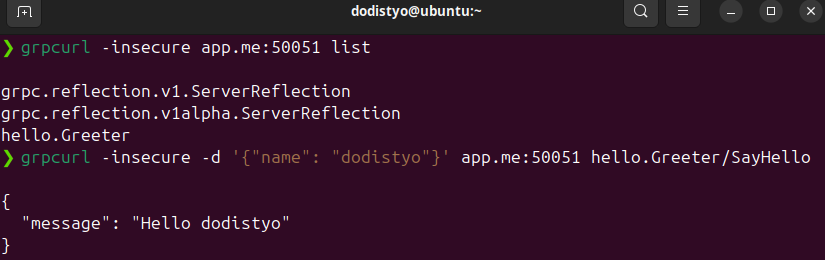 dodistyo@ubuntu:~
❯ grpcurl -insecure app.me:50051 list
grpc.reflection.v1.ServerReflection
grpc.reflection.v1alpha.ServerReflection
hello.Greeter
❯ grpcurl -insecure -d '{"name": "dodistyo"}' app.me:50051 hello.Greeter/SayHello
{
  "message": "Hello dodistyo"
}